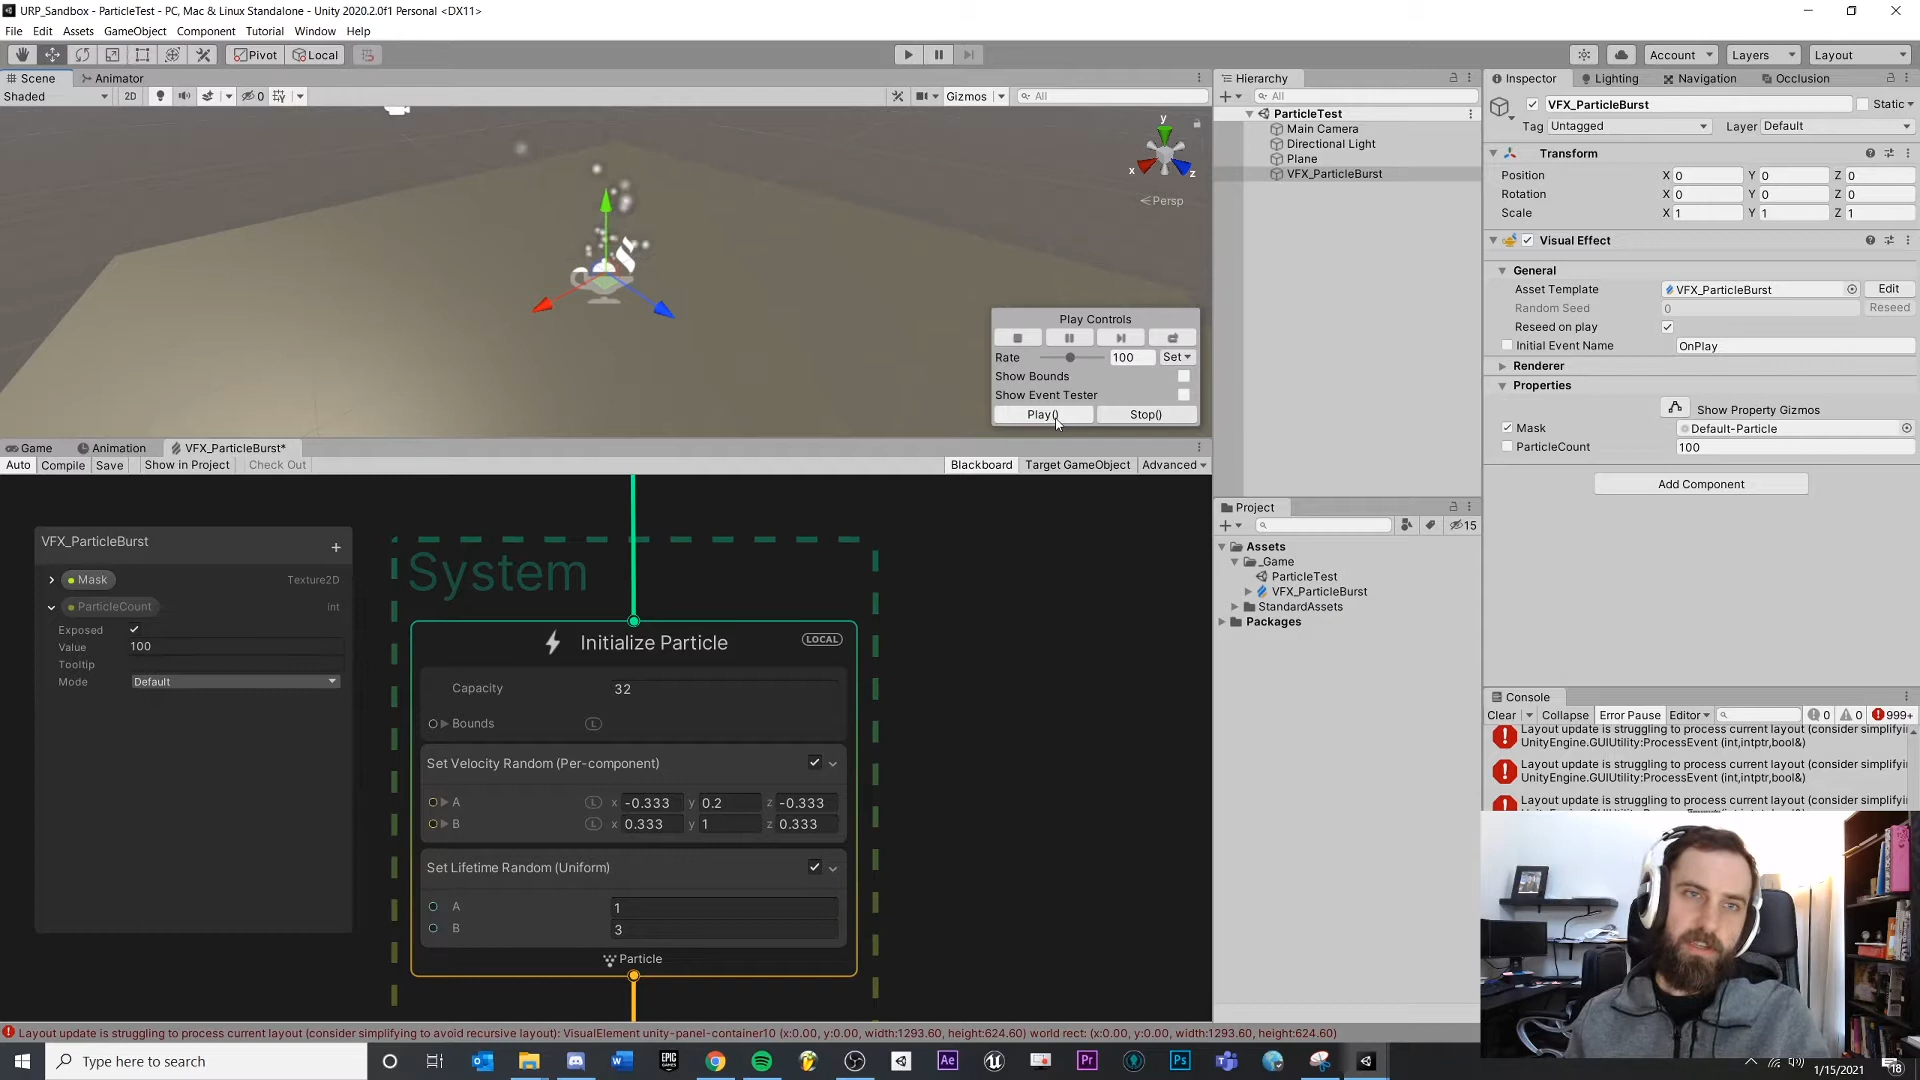 URP_Sandbox - ParticleTest - PC, Mac & Linux Standalone - Unity 2020.2.0f1 Personal <DX11>
File Edit Assets GameObject Component Tutorial Window Help
Pivot Local Account Layers Layout
Scene Animator
Shaded 2D 0 Gizmos All
y
x
z
Persp
Play Controls
Rate 100 Set
Show Bounds
Show Event Tester
Play() Stop()
Game Animation VFX_ParticleBurst*
Auto Compile Save Show in Project Check Out Blackboard Target GameObject Advanced
VFX_ParticleBurst +
Mask Texture2D
ParticleCount int
Exposed
Value 100
Tooltip
Mode Default
System
Initialize Particle LOCAL
Capacity 32
Bounds L
Set Velocity Random (Per-component)
A L x -0.333 y 0.2 z -0.333
B L x 0.333 y 1 z 0.333
Set Lifetime Random (Uniform)
A 1
B 3
Particle
Hierarchy
All
ParticleTest
Main Camera
Directional Light
Plane
VFX_ParticleBurst
Project
15
Assets
_Game
ParticleTest
VFX_ParticleBurst
StandardAssets
Packages
Inspector Lighting Navigation Occlusion
VFX_ParticleBurst Static
Tag Untagged Layer Default
Transform
Position X 0 Y 0 Z 0
Rotation X 0 Y 0 Z 0
Scale X 1 Y 1 Z 1
Visual Effect
General
Asset Template VFX_ParticleBurst Edit
Random Seed 0 Reseed
Reseed on play
Initial Event Name OnPlay
Renderer
Properties
Show Property Gizmos
Mask Default-Particle
ParticleCount 100
Add Component
Console
Clear Collapse Error Pause Editor 0 0 999+
Layout update is struggling to process current layout (consider simplifyi
UnityEngine.GUIUtility:ProcessEvent (int,intptr,bool&)
Layout update is struggling to process current layout (consider simplifyi
UnityEngine.GUIUtility:ProcessEvent (int,intptr,bool&)
Layout update is struggling to process current layout (consider simplifyi
Layout update is struggling to process current layout (consider simplifying to avoid recursive layout): VisualElement unity-panel-container10 (x:0.00, y:0.00, width:1293.60, height:624.60) world rect: (x:0.00, y:0.00, width:1293.60, height:624.60)
Type here to search
EPIC GAMES Ae Pr Ps
1/15/2021 18